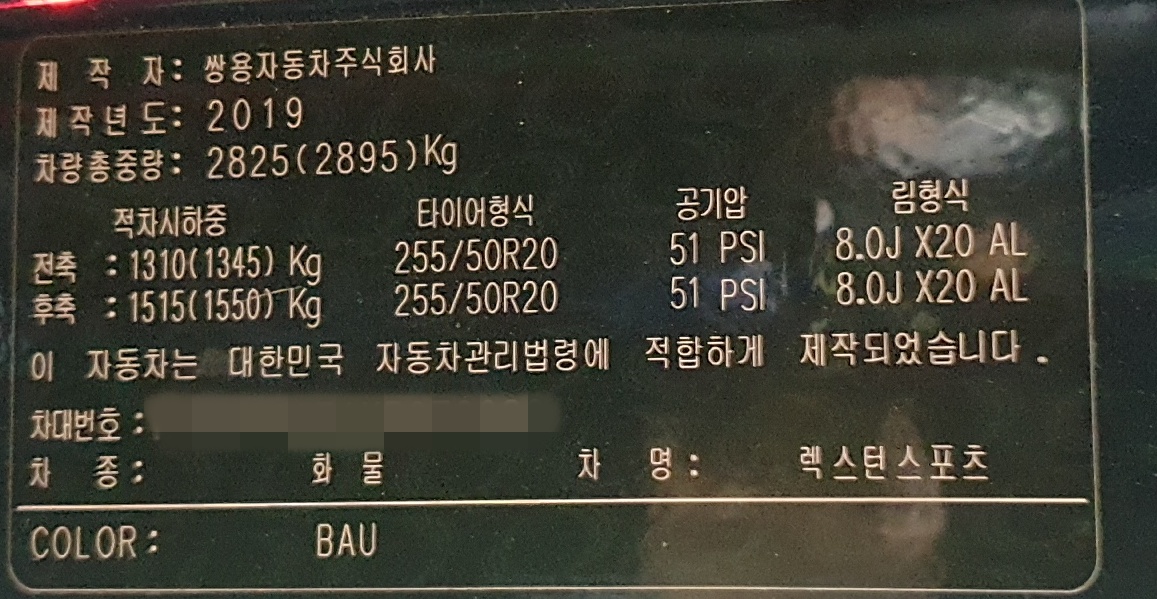 제 작 자: 쌍용자동차주식회사
제작년도: 2019
차량총중량: 2825(2895)Kg
적차시하중 타이어형식 공기압 림형식
전축 : 1310(1345) Kg 255/50R20 51 PSI 8.0J X20 AL
후축 : 1515(1550) Kg 255/50R20 51 PSI 8.0J X20 AL
이 자동차는 대한민국 자동차관리법령에 적합하게 제작되었습니다.
차대번호:
차 종: 화 물 차 명: 렉스턴스포츠
COLOR: BAU